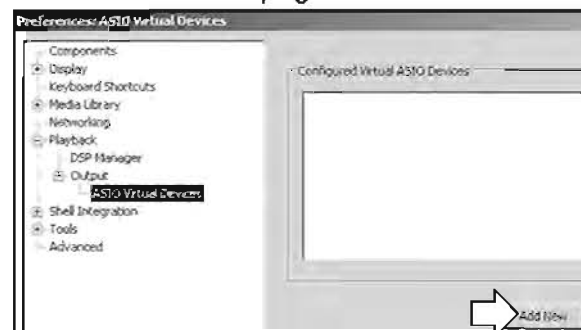 Preferences: ASIO Virtual Devices
Components
Display
Keyboard Shortcuts
Media Library
Networking
Playback
DSP Manager
Output
ASIO Virtual Devices
Shell Integration
Tools
Advanced
Configured Virtual ASIO Devices
Add New